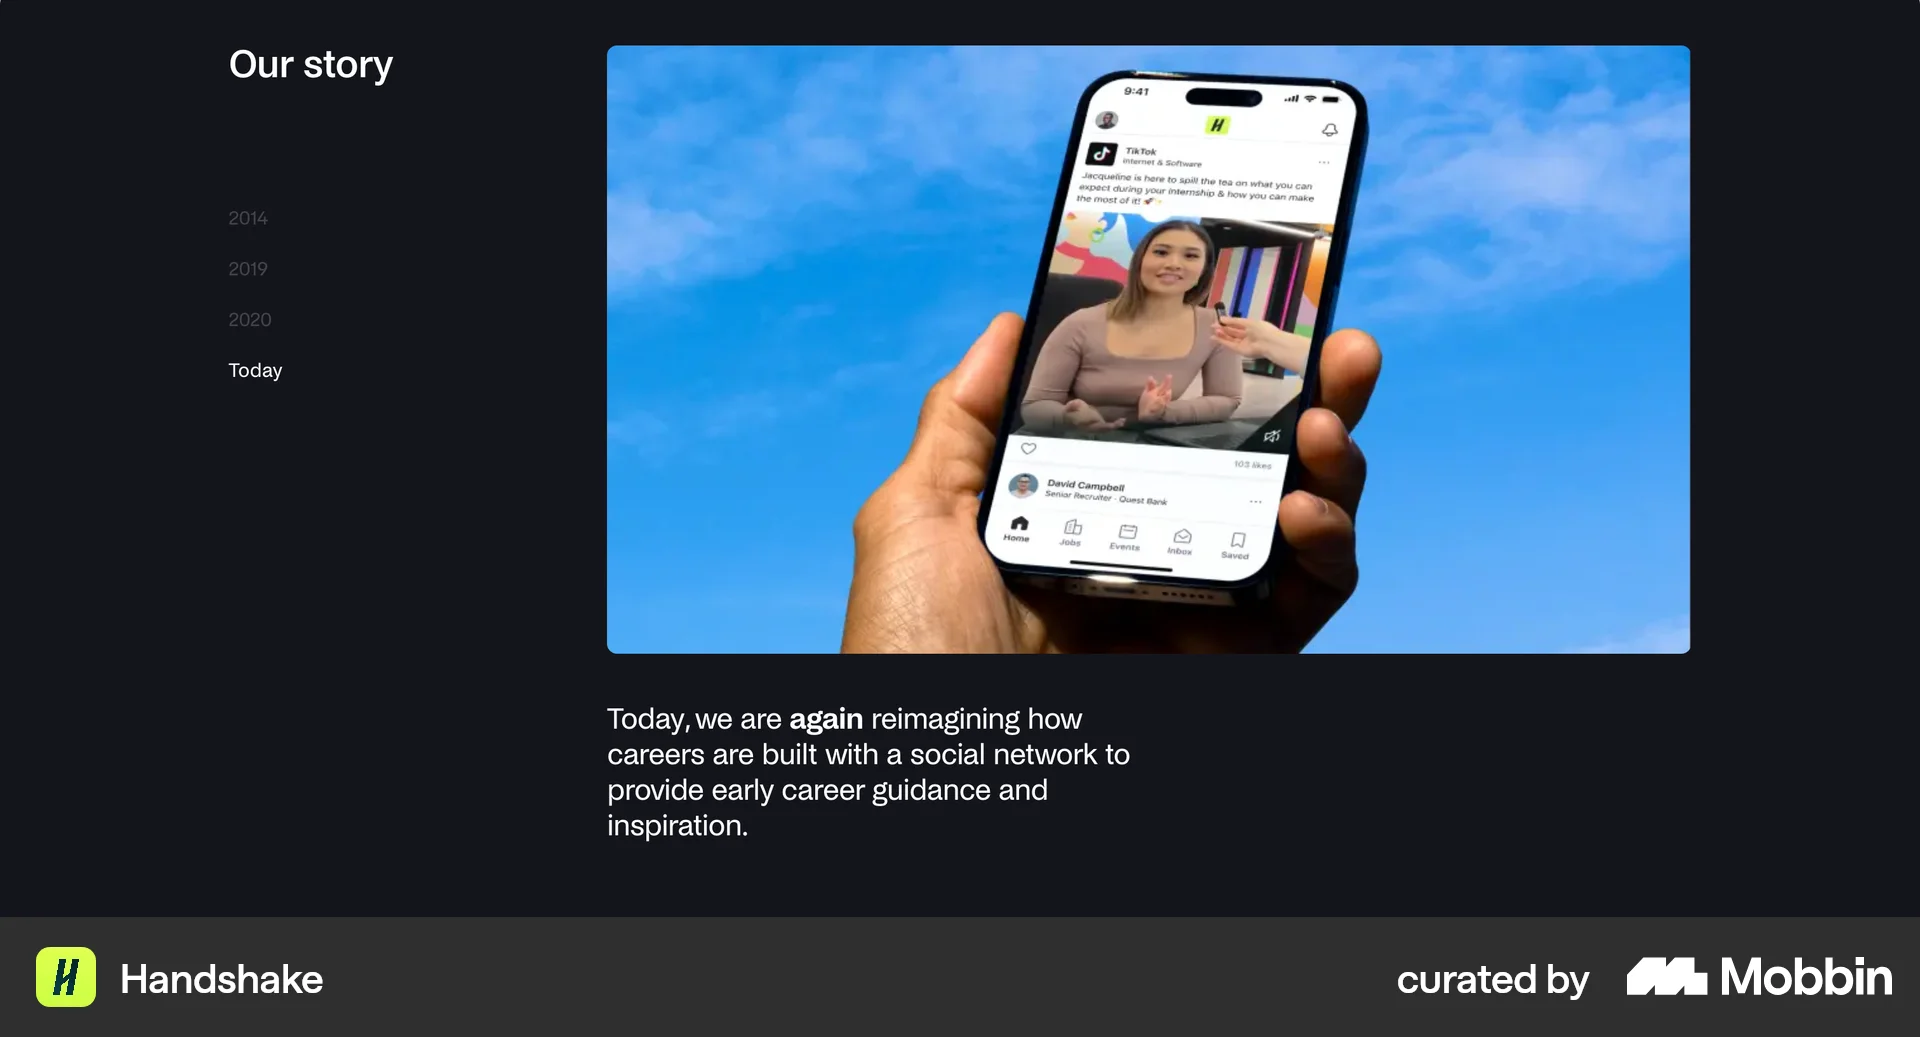 Our story
2014
2019
2020
Today
9:41
H
TikTok
Internet & Software
Jacqueline is here to spill the tea on what you can
expect during your internship & how you can make
the most of it! 🚀✨
103 likes
David Campbell
Senior Recruiter · Quest Bank
Home
Jobs
Events
Inbox
Saved
Today, we are again reimagining how
careers are built with a social network to
provide early career guidance and
inspiration.
H
Handshake
curated by
Mobbin